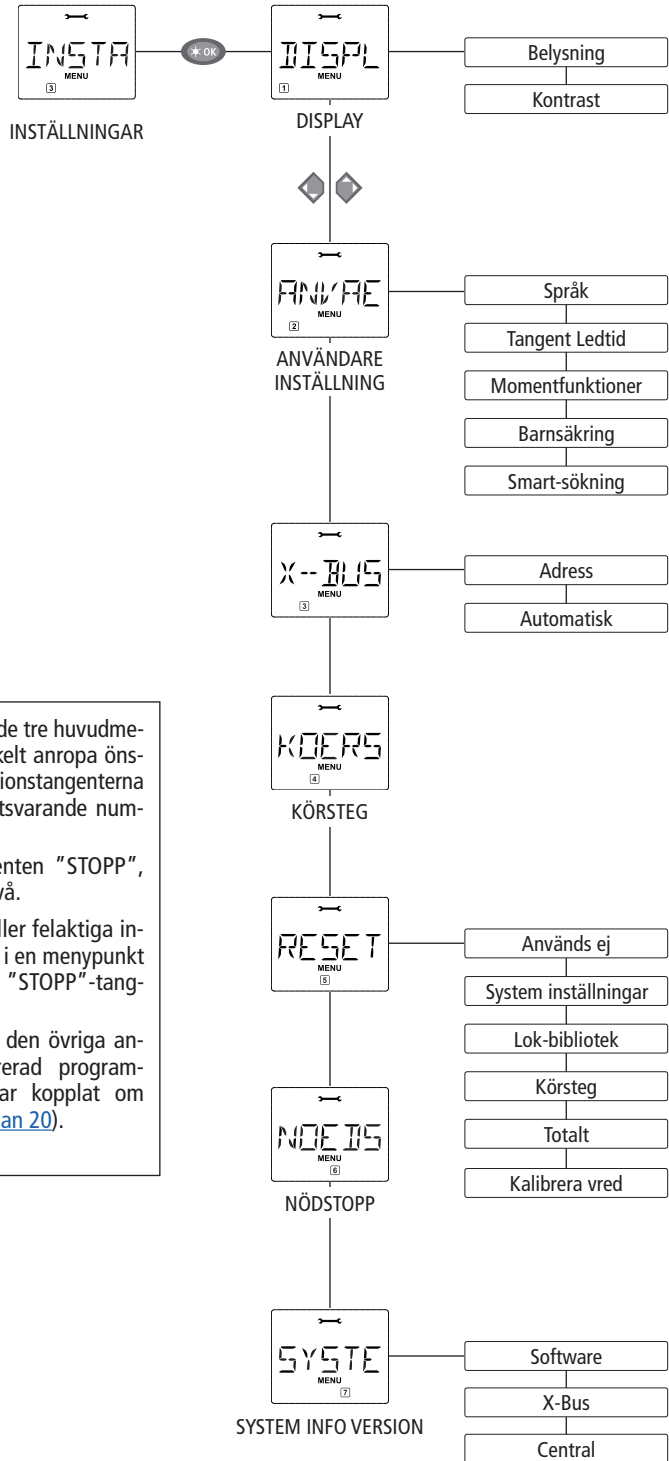 INSTA
MENU
3
INSTÄLLNINGAR
OK
DISPL
MENU
1
DISPLAY
Belysning
Kontrast
ANVAE
MENU
2
ANVÄNDARE
INSTÄLLNING
Språk
Tangent Ledtid
Momentfunktioner
Barnsäkring
Smart-sökning
X--BUS
MENU
3
Adress
Automatisk
KOERS
MENU
4
KÖRSTEG
RESET
MENU
5
Används ej
System inställningar
Lok-bibliotek
Körsteg
Totalt
Kalibrera vred
NOEDS
MENU
6
NÖDSTOPP
SYSTE
MENU
7
SYSTEM INFO VERSION
Software
X-Bus
Central
de tre huvudme-
kelt anropa öns-
ionstangenterna
tsvarande num-
enten "STOPP",
vå.
ller felaktiga in-
i en menypunkt
"STOPP"-tang-
den övriga an-
rerad program-
ar kopplat om
an 20).